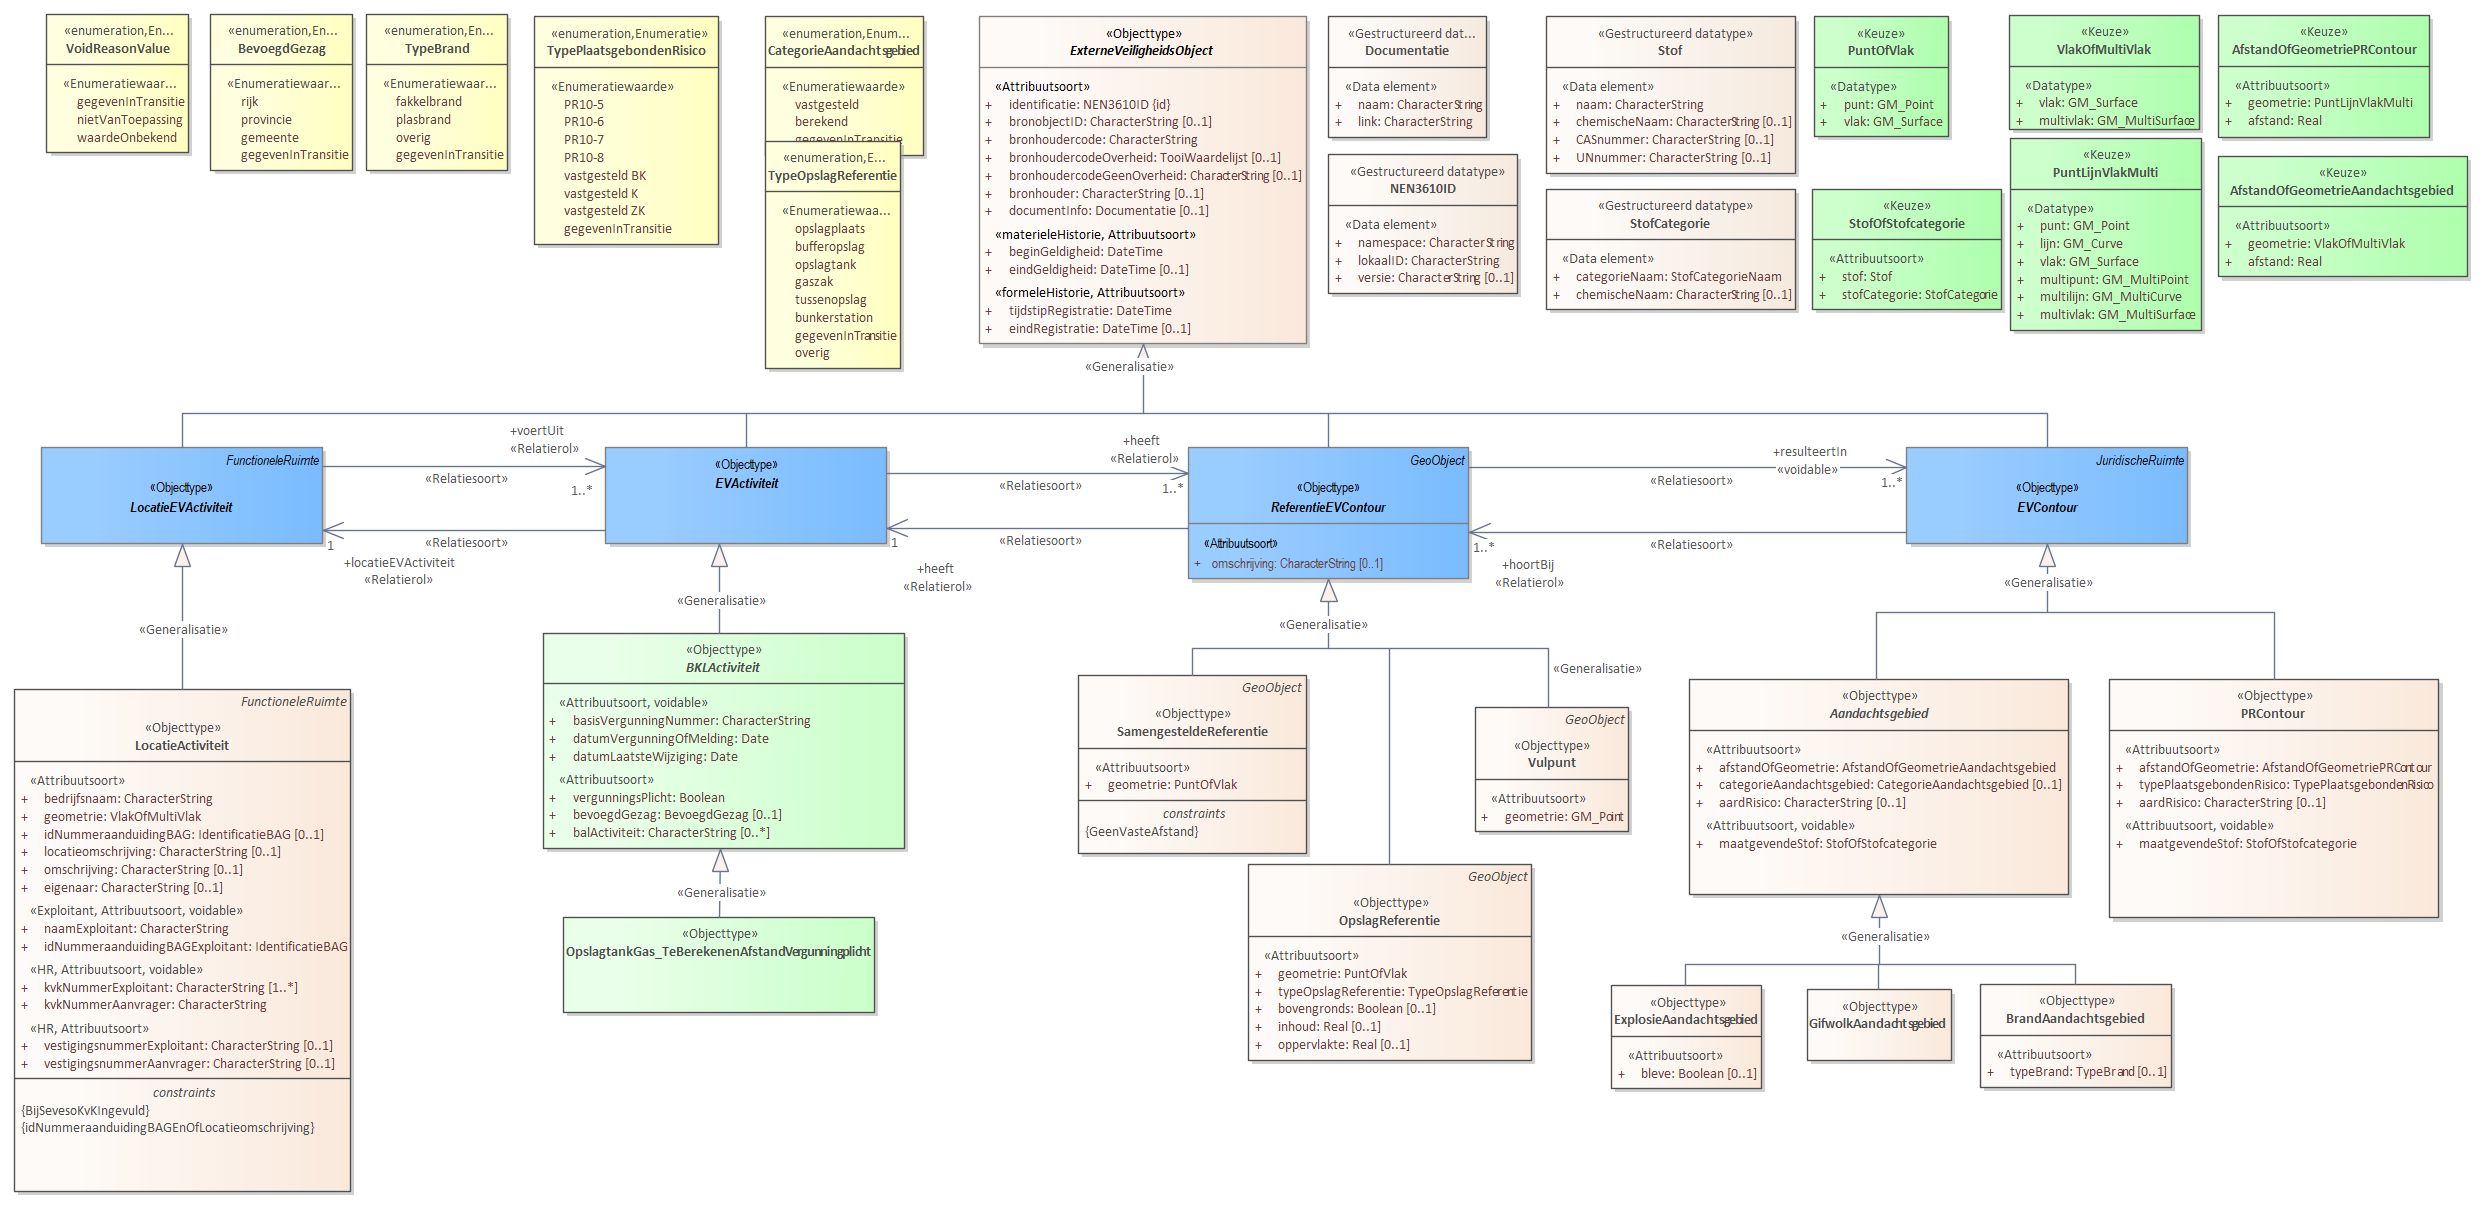 «enumeration,En...
VoidReasonValue
«Enumeratiewaar...
gegevenInTransitie
nietVanToepassing
waardeOnbekend
«enumeration,En...
BevoegdGezag
«Enumeratiewaar...
rijk
provincie
gemeente
gegevenInTransitie
«enumeration,En...
TypeBrand
«Enumeratiewaar...
fakkelbrand
plasbrand
overig
gegevenInTransitie
«enumeration,Enumeratie»
TypePlaatsgebondenRisico
«Enumeratiewaarde»
PR10-5
PR10-6
PR10-7
PR10-8
vastgesteld BK
vastgesteld K
vastgesteld ZK
gegevenInTransitie
«enumeration,Enum...
CategorieAandachtsgebied
«Enumeratiewaarde»
vastgesteld
berekend
gegevenInTransitie
«enumeration,E...
TypeOpslagReferentie
«Enumeratiewaa...
opslagplaats
bufferopslag
opslagtank
gaszak
tussenopslag
bunkerstation
gegevenInTransitie
overig
«Objecttype»
ExterneVeiligheidsObject
«Attribuutsoort»
+ identificatie: NEN3610ID {id}
+ bronobjectID: CharacterString [0..1]
+ bronhoudercode: CharacterString
+ bronhoudercodeOverheid: TooiWaardelijst [0..1]
+ bronhoudercodeGeenOverheid: CharacterString [0..1]
+ bronhouder: CharacterString [0..1]
+ documentInfo: Documentatie [0..1]
«materieleHistorie, Attribuutsoort»
+ beginGeldigheid: DateTime
+ eindGeldigheid: DateTime [0..1]
«formeleHistorie, Attribuutsoort»
+ tijdstipRegistratie: DateTime
+ eindRegistratie: DateTime [0..1]
«Gestructureerd dat...
Documentatie
«Data element»
+ naam: CharacterString
+ link: CharacterString
«Gestructureerd datatype»
NEN3610ID
«Data element»
+ namespace: CharacterString
+ lokaalID: CharacterString
+ versie: CharacterString [0..1]
«Gestructureerd datatype»
Stof
«Data element»
+ naam: CharacterString
+ chemischeNaam: CharacterString [0..1]
+ CASnummer: CharacterString [0..1]
+ UNnummer: CharacterString [0..1]
«Gestructureerd datatype»
StofCategorie
«Data element»
+ categorieNaam: StofCategorieNaam
+ chemischeNaam: CharacterString [0..1]
«Keuze»
PuntOfVlak
«Datatype»
+ punt: GM_Point
+ vlak: GM_Surface
«Keuze»
StofOfStofcategorie
«Attribuutsoort»
+ stof: Stof
+ stofCategorie: StofCategorie
«Keuze»
VlakOfMultiVlak
«Datatype»
+ vlak: GM_Surface
+ multivlak: GM_MultiSurface
«Keuze»
PuntLijnVlakMulti
«Datatype»
+ punt: GM_Point
+ lijn: GM_Curve
+ vlak: GM_Surface
+ multipunt: GM_MultiPoint
+ multilijn: GM_MultiCurve
+ multivlak: GM_MultiSurface
«Keuze»
AfstandOfGeometriePRContour
«Attribuutsoort»
+ geometrie: PuntLijnVlakMulti
+ afstand: Real
«Keuze»
AfstandOfGeometrieAandachtsgebied
«Attribuutsoort»
+ geometrie: VlakOfMultiVlak
+ afstand: Real
«Generalisatie»
FunctioneleRuimte
«Objecttype»
LocatieEVActiviteit
+voertUit
«Relatierol»
«Relatiesoort»
1..*
«Relatiesoort»
1
+locatieEVActiviteit
«Relatierol»
«Objecttype»
EVActiviteit
+heeft
«Relatierol»
«Relatiesoort»
1..*
«Relatiesoort»
1
+heeft
«Relatierol»
GeoObject
«Objecttype»
ReferentieEVContour
«Attribuutsoort»
+ omschrijving: CharacterString [0..1]
+resulteertIn
«voidable»
«Relatiesoort»
1..*
«Relatiesoort»
1..*
+hoortBij
«Relatierol»
JuridischeRuimte
«Objecttype»
EVContour
«Generalisatie»
«Generalisatie»
«Generalisatie»
«Generalisatie»
«Generalisatie»
FunctioneleRuimte
«Objecttype»
LocatieActiviteit
«Attribuutsoort»
+ bedrijfsnaam: CharacterString
+ geometrie: VlakOfMultiVlak
+ idNummeraanduidingBAG: IdentificatieBAG [0..1]
+ locatieomschrijving: CharacterString [0..1]
+ omschrijving: CharacterString [0..1]
+ eigenaar: CharacterString [0..1]
«Exploitant, Attribuutsoort, voidable»
+ naamExploitant: CharacterString
+ idNummeraanduidingBAGExploitant: IdentificatieBAG
«HR, Attribuutsoort, voidable»
+ kvkNummerExploitant: CharacterString [1..*]
+ kvkNummerAanvrager: CharacterString
«HR, Attribuutsoort»
+ vestigingsnummerExploitant: CharacterString [0..1]
+ vestigingsnummerAanvrager: CharacterString [0..1]
constraints
{BijSevesoKvKIngevuld}
{idNummeraanduidingBAGEnOfLocatieomschrijving}
«Objecttype»
BKLActiviteit
«Attribuutsoort, voidable»
+ basisVergunningNummer: CharacterString
+ datumVergunningOfMelding: Date
+ datumLaatsteWijziging: Date
«Attribuutsoort»
+ vergunningsPlicht: Boolean
+ bevoegdGezag: BevoegdGezag [0..1]
+ balActiviteit: CharacterString [0..*]
«Generalisatie»
«Objecttype»
OpslagtankGas_TeBerekenenAfstandVergunningplicht
GeoObject
«Objecttype»
SamengesteldeReferentie
«Attribuutsoort»
+ geometrie: PuntOfVlak
constraints
{GeenVasteAfstand}
GeoObject
«Objecttype»
Vulpunt
«Attribuutsoort»
+ geometrie: GM_Point
GeoObject
«Objecttype»
OpslagReferentie
«Attribuutsoort»
+ geometrie: PuntOfVlak
+ typeOpslagReferentie: TypeOpslagReferentie
+ bovengronds: Boolean [0..1]
+ inhoud: Real [0..1]
+ oppervlakte: Real [0..1]
«Objecttype»
Aandachtsgebied
«Attribuutsoort»
+ afstandOfGeometrie: AfstandOfGeometrieAandachtsgebied
+ categorieAandachtsgebied: CategorieAandachtsgebied [0..1]
+ aardRisico: CharacterString [0..1]
«Attribuutsoort, voidable»
+ maatgevendeStof: StofOfStofcategorie
«Objecttype»
PRContour
«Attribuutsoort»
+ afstandOfGeometrie: AfstandOfGeometriePRContour
+ typePlaatsgebondenRisico: TypePlaatsgebondenRisico
+ aardRisico: CharacterString [0..1]
«Attribuutsoort, voidable»
+ maatgevendeStof: StofOfStofcategorie
«Generalisatie»
«Objecttype»
ExplosieAandachtsgebied
«Attribuutsoort»
+ bleve: Boolean [0..1]
«Objecttype»
GifwolkAandachtsgebied
«Objecttype»
BrandAandachtsgebied
«Attribuutsoort»
+ typeBrand: TypeBrand [0..1]